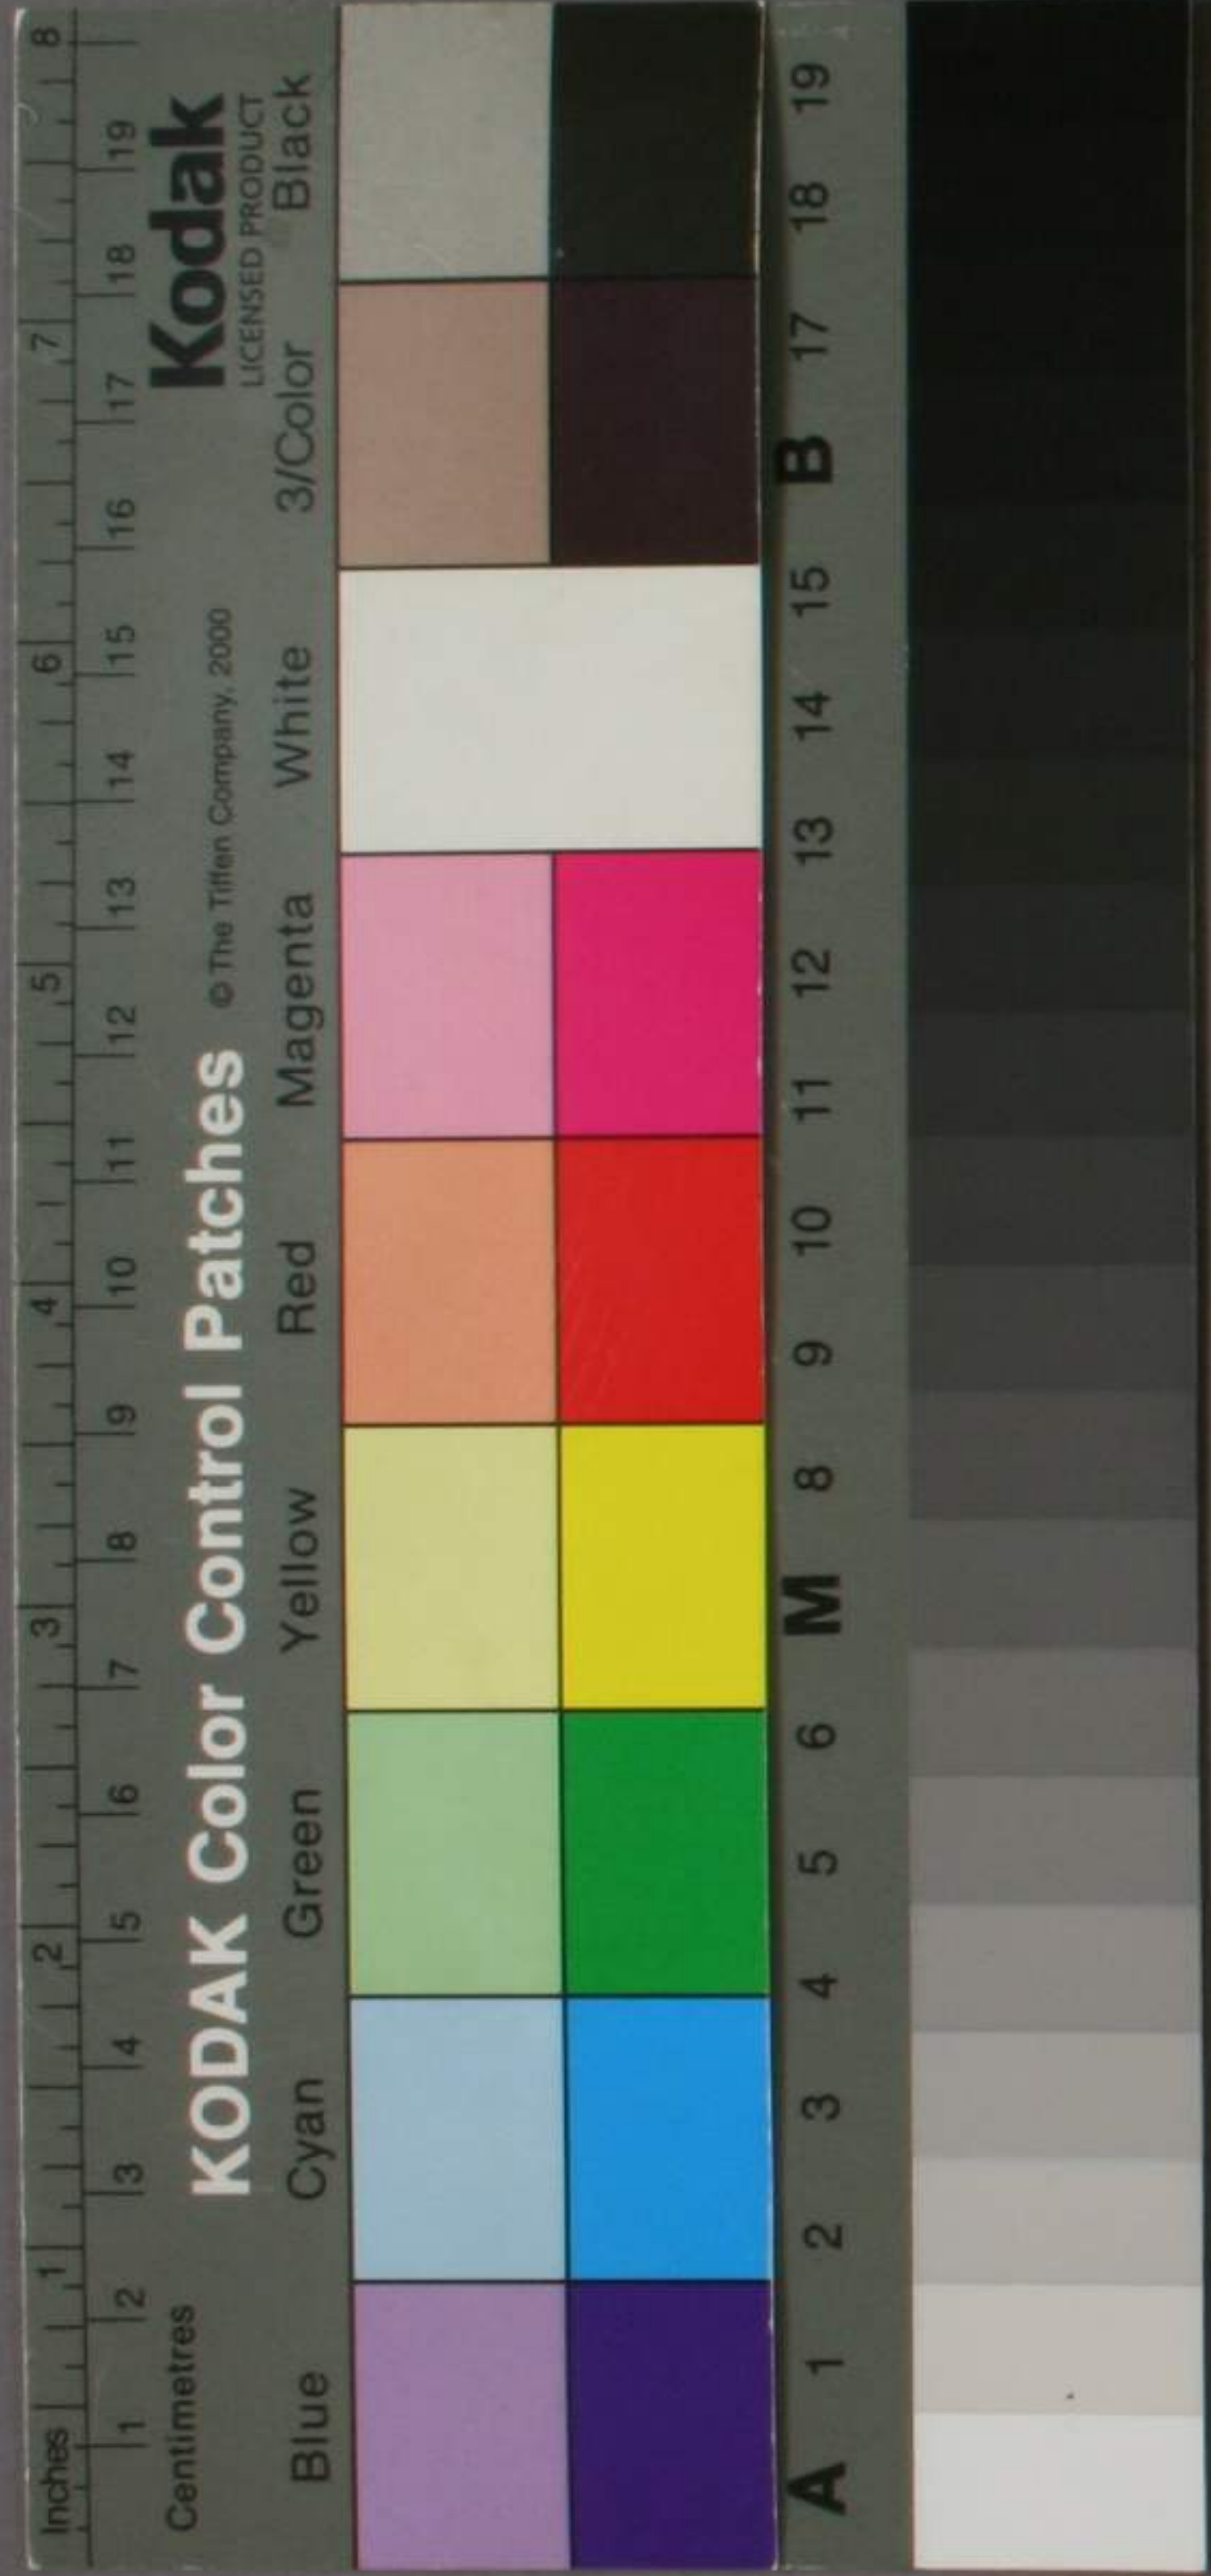 Inches 1 2 3 4 5 6 7 8
1 2 3 4 5 6 7 8 9 10 11 12 13 14 15 16 17 18 19
Centimetres
KODAK Color Control Patches © The Tiffen Company, 2000 Kodak
LICENSED PRODUCT
Blue Cyan Green Yellow Red Magenta White 3/Color Black
A 1 2 3 4 5 6 M 8 9 10 11 12 13 14 15 B 17 18 19